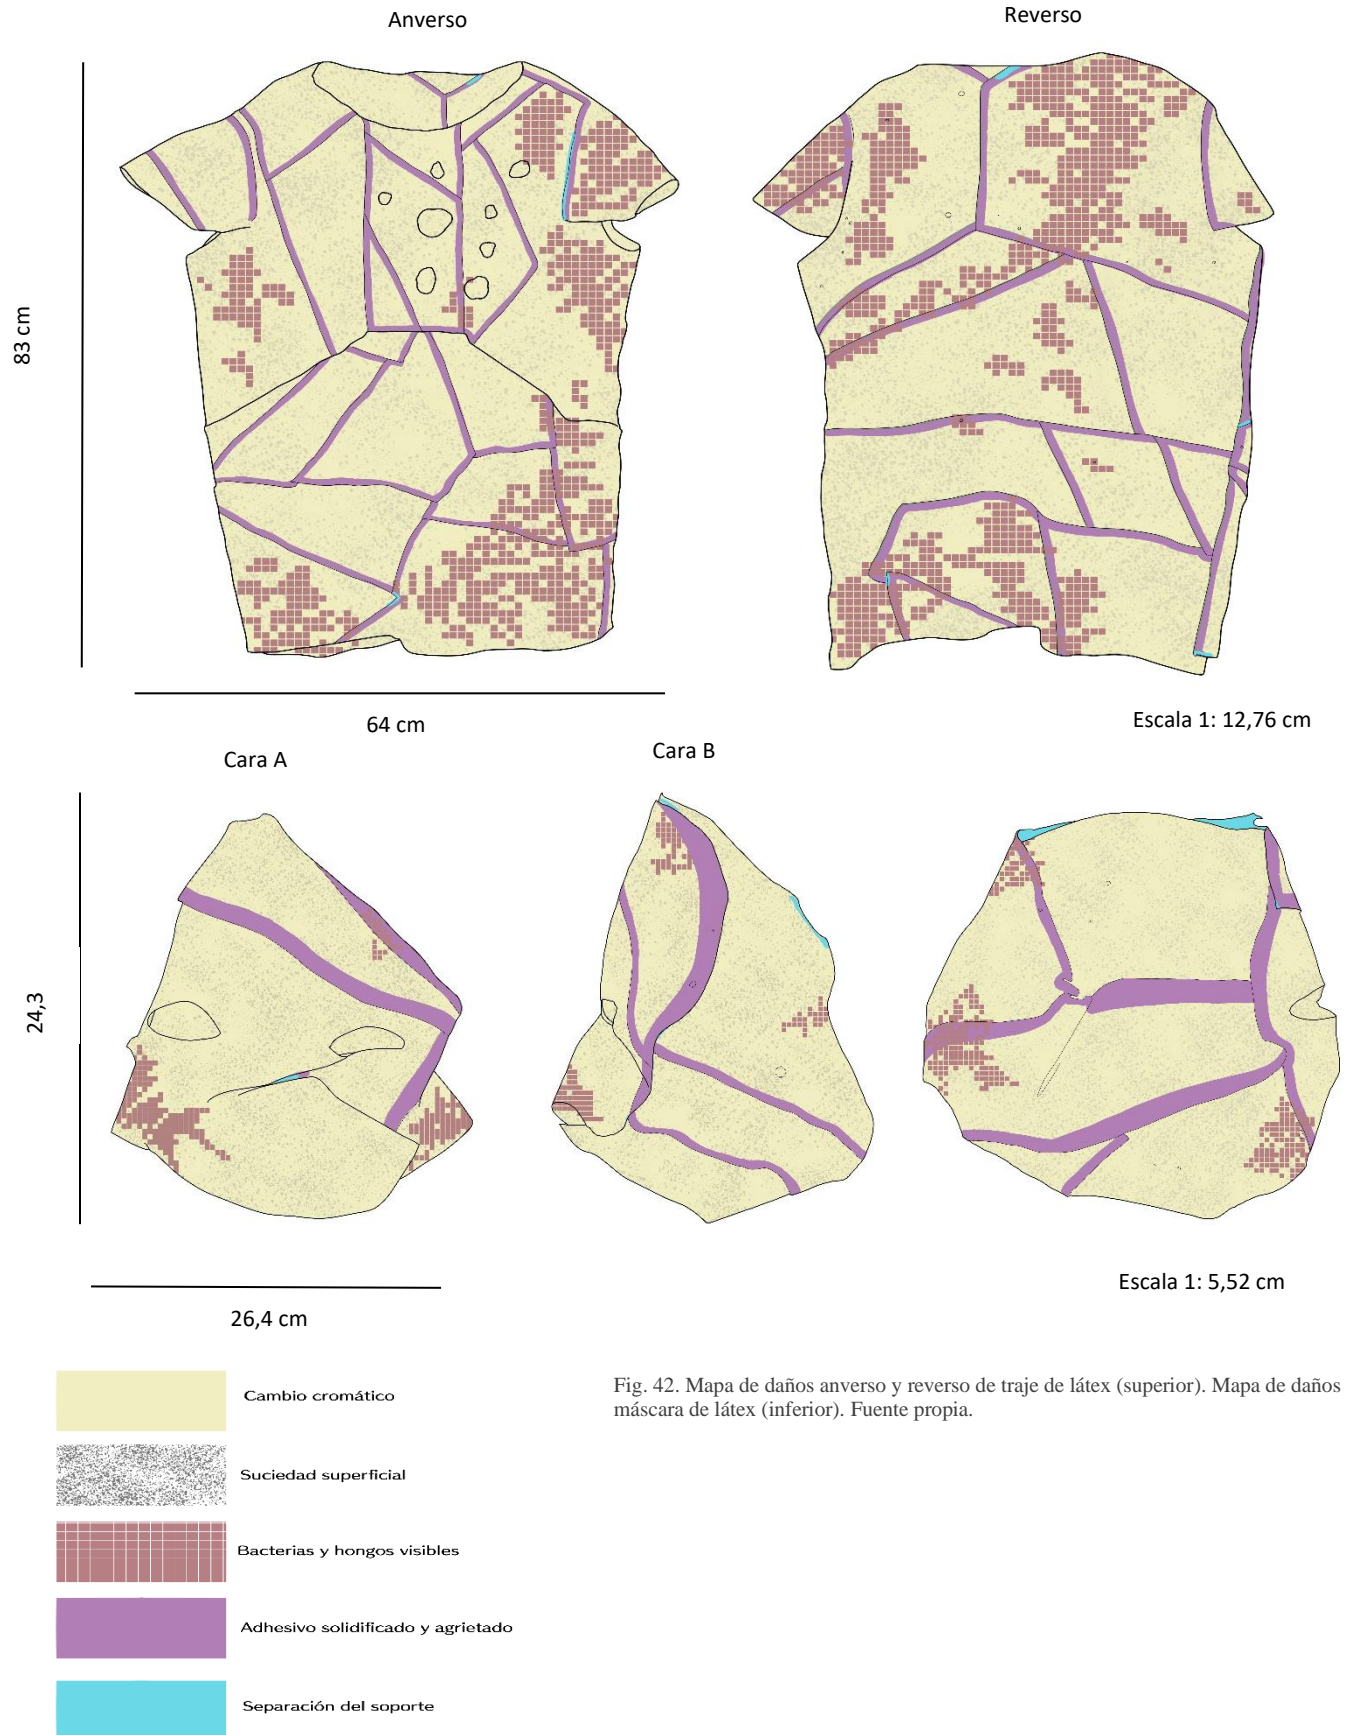 Anverso
Reverso
83 cm
64 cm
Escala 1: 12,76 cm
Cara A
Cara B
24,3
26,4 cm
Escala 1: 5,52 cm
Cambio cromático
Suciedad superficial
Bacterias y hongos visibles
Adhesivo solidificado y agrietado
Separación del soporte
Fig. 42. Mapa de daños anverso y reverso de traje de látex (superior). Mapa de daños
máscara de látex (inferior). Fuente propia.